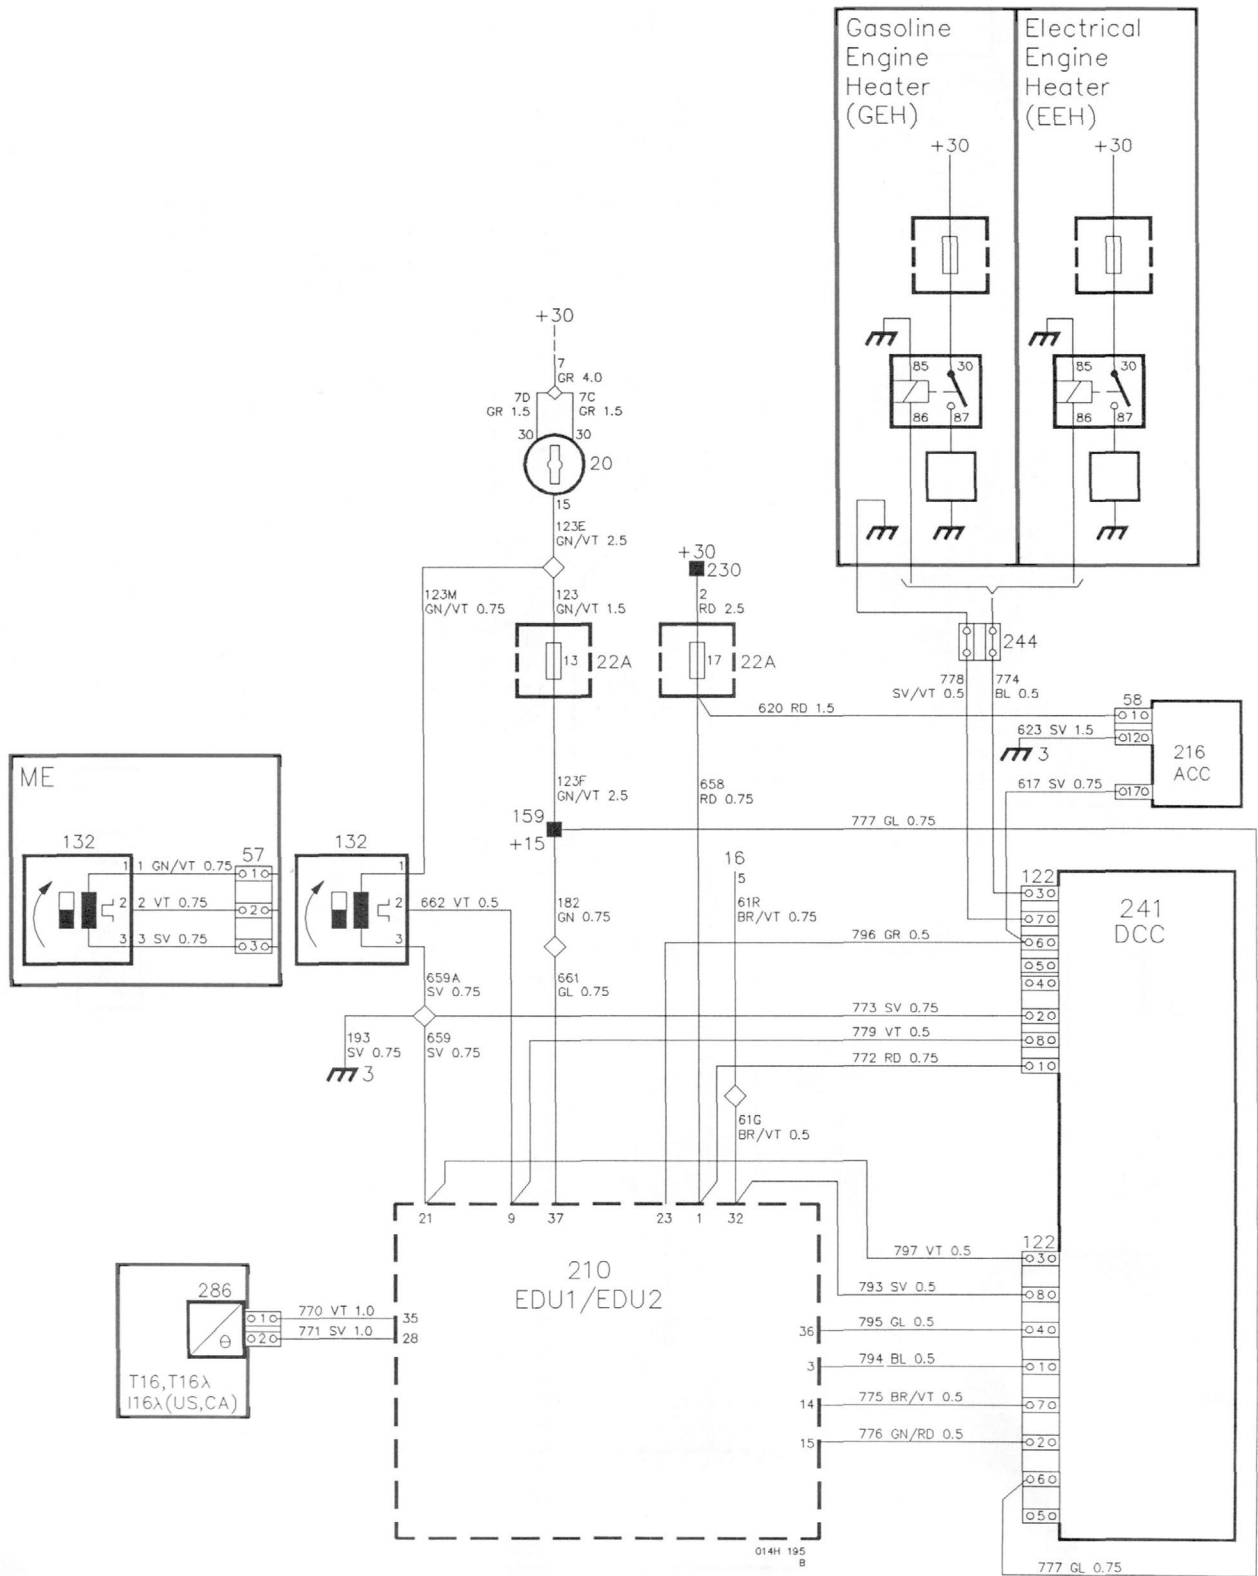 Gasoline
Engine
Heater
(GEH)
Electrical
Engine
Heater
(EEH)
+30
+30
85
30
86
87
85
30
86
87
+30
7
GR 4.0
7D
GR 1.5
7C
GR 1.5
30
30
20
15
123E
GN/VT 2.5
+30
230
123M
GN/VT 0.75
123
GN/VT 1.5
2
RD 2.5
13
22A
17
22A
244
778
SV/VT 0.5
774
BL 0.5
620 RD 1.5
58
1
623 SV 1.5
12
3
216
ACC
617 SV 0.75
17
ME
123F
GN/VT 2.5
658
RD 0.75
159
+15
777 GL 0.75
132
57
132
1
1 GN/VT 0.75
1
1
2
2 VT 0.75
2
2
662 VT 0.5
3
3 SV 0.75
3
3
16
5
61R
BR/VT 0.75
182
GN 0.75
122
3
7
241
DCC
796 GR 0.5
6
5
4
659A
SV 0.75
661
GL 0.75
773 SV 0.75
2
193
SV 0.75
659
SV 0.75
779 VT 0.5
8
3
772 RD 0.75
1
61G
BR/VT 0.5
21
9
37
23
1
32
122
797 VT 0.5
3
210
EDU1/EDU2
793 SV 0.5
8
286
1
770 VT 1.0
35
2
771 SV 1.0
28
θ
36
795 GL 0.5
4
3
794 BL 0.5
1
T16,T16λ
I16λ(US,CA)
14
775 BR/VT 0.5
7
15
776 GN/RD 0.5
2
6
5
014H 195
B
777 GL 0.75